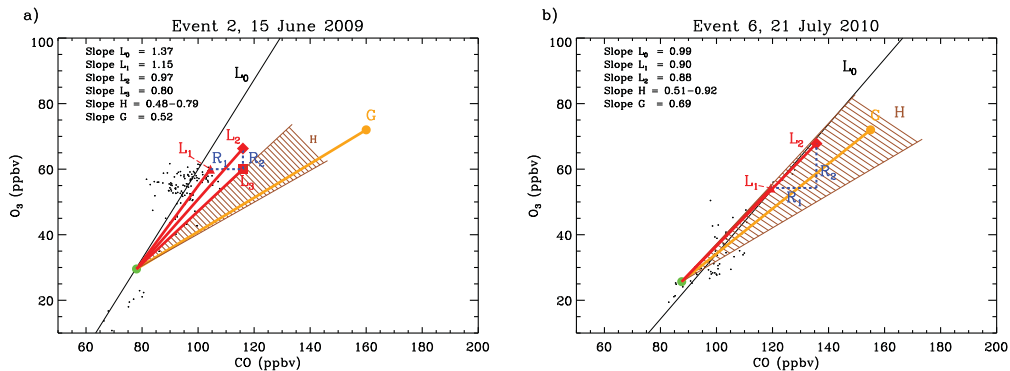 a)
Event 2, 15 June 2009
Slope L0 = 1.37
Slope L1 = 1.15
Slope L2 = 0.97
Slope L3 = 0.80
Slope H = 0.48−0.79
Slope G = 0.52
L0
G
L2
H
L1
R1
R2
L3
100
80
60
40
20
O3 (ppbv)
60 80 100 120 140 160 180 200
CO (ppbv)
b)
Event 6, 21 July 2010
Slope L0 = 0.99
Slope L1 = 0.90
Slope L2 = 0.88
Slope H = 0.51−0.92
Slope G = 0.69
L0
G
H
L2
L1
R2
R1
100
80
60
40
20
O3 (ppbv)
60 80 100 120 140 160 180 200
CO (ppbv)